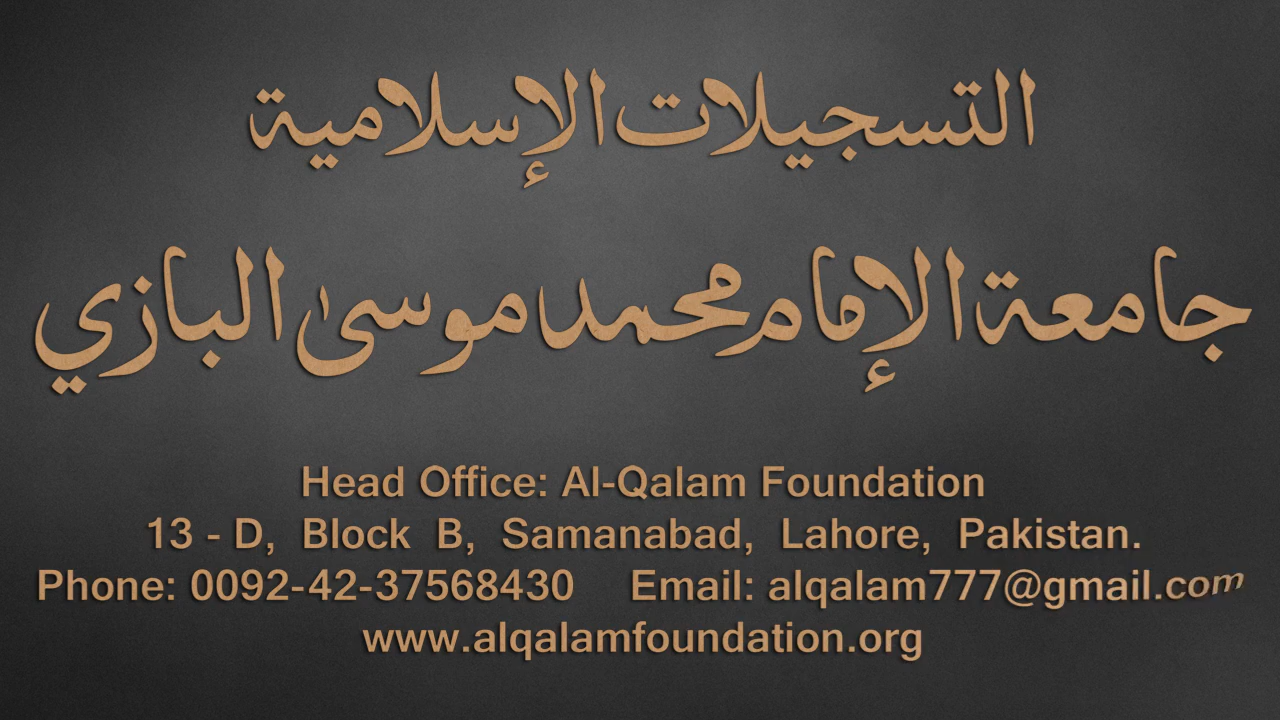 التسجيلات الإسلامية
جامعة الإمام محمد موسىٰ البازي
Head Office: Al-Qalam Foundation
13 - D, Block B, Samanabad, Lahore, Pakistan.
Phone: 0092-42-37568430 Email: alqalam777@gmail.com
www.alqalamfoundation.org